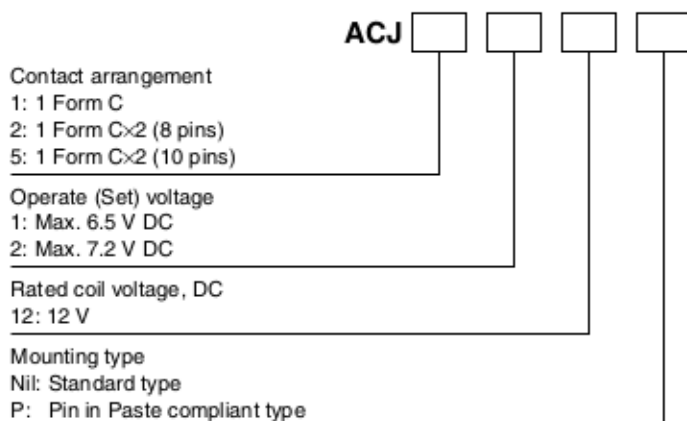 ACJ
Contact arrangement
1: 1 Form C
2: 1 Form C×2 (8 pins)
5: 1 Form C×2 (10 pins)
Operate (Set) voltage
1: Max. 6.5 V DC
2: Max. 7.2 V DC
Rated coil voltage, DC
12: 12 V
Mounting type
Nil: Standard type
P: Pin in Paste compliant type